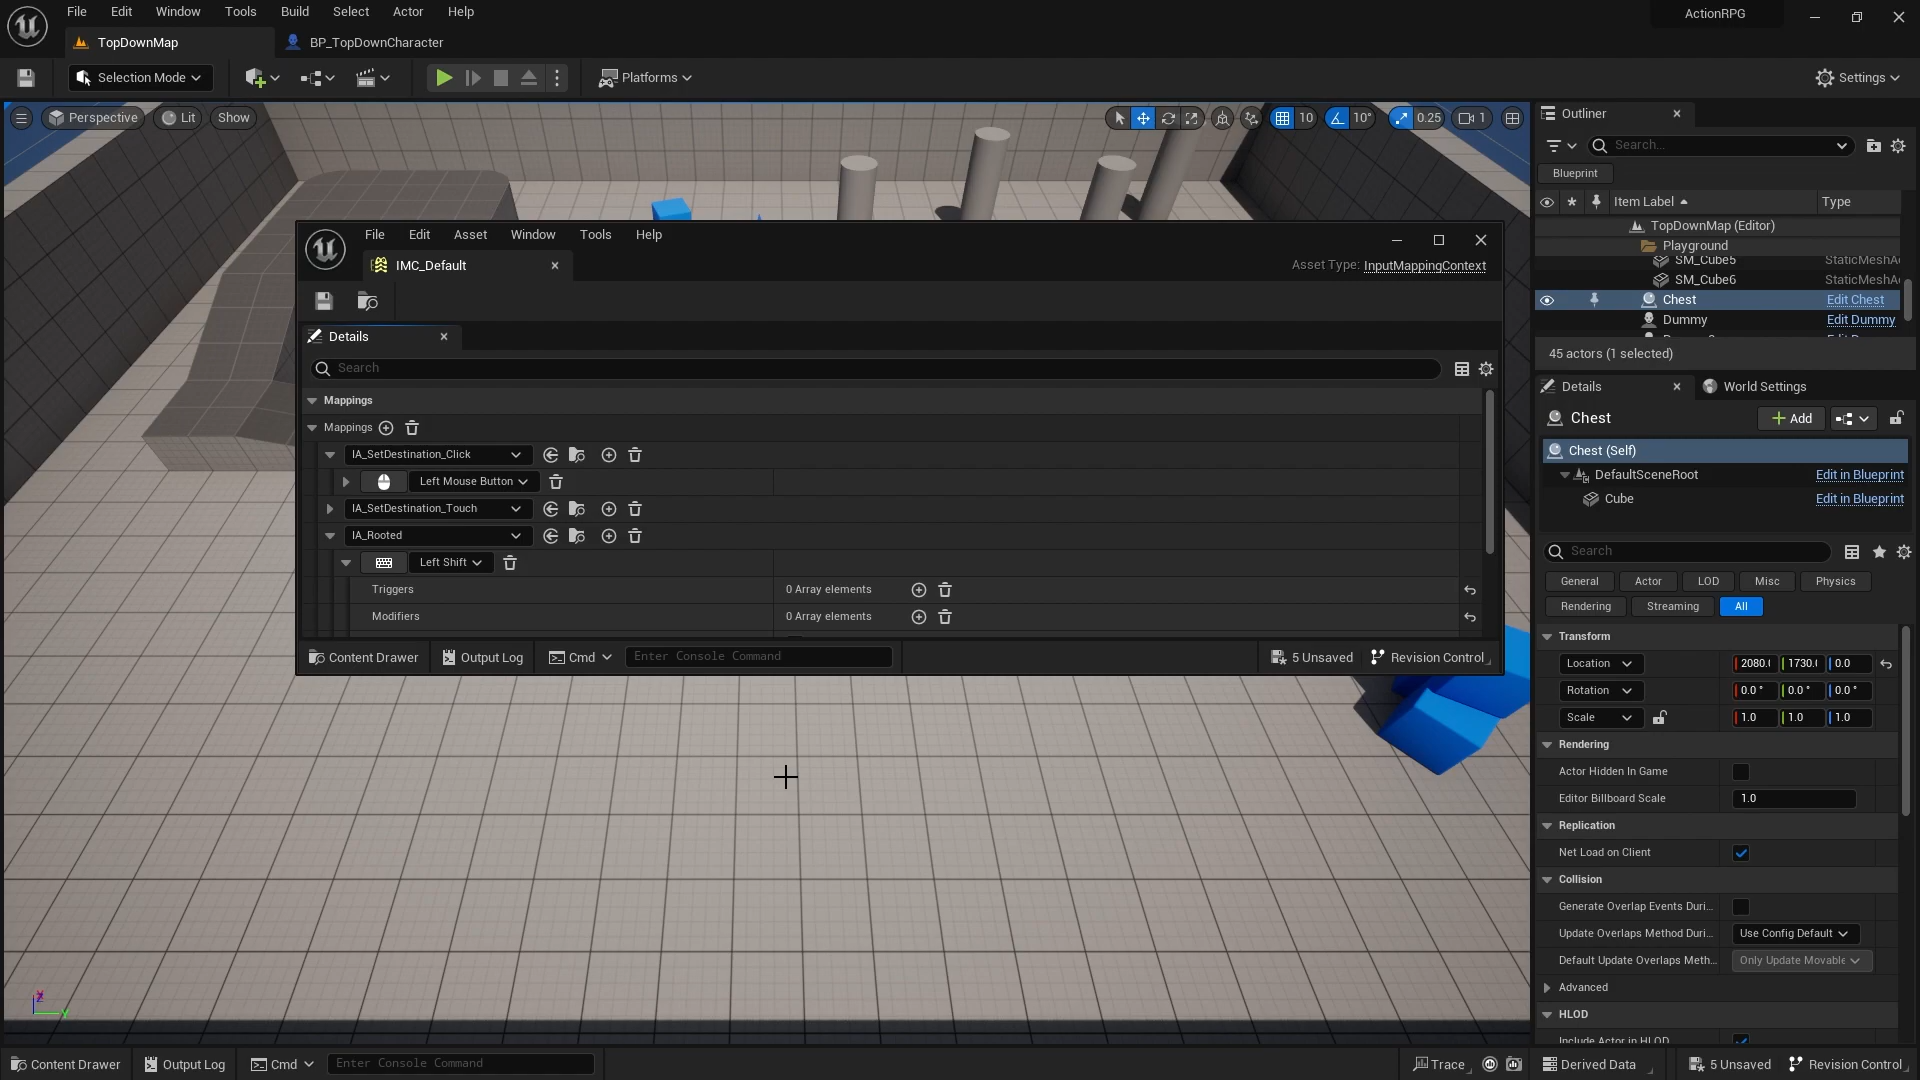 File Edit Window Tools Build Select Actor Help
ActionRPG
TopDownMap
BP_TopDownCharacter
Selection Mode
Platforms
Settings
Perspective
Lit
Show
10
10°
0.25
1
Outliner
Search...
Blueprint
Item Label
Type
TopDownMap (Editor)
Playground
SM_Cube5
SM_Cube6
Chest
Edit Chest
Dummy
Edit Dummy
45 actors (1 selected)
File Edit Asset Window Tools Help
IMC_Default
Asset Type: InputMappingContext
Details
Search
Mappings
Mappings
IA_SetDestination_Click
Left Mouse Button
IA_SetDestination_Touch
IA_Rooted
Left Shift
Triggers
0 Array elements
Modifiers
0 Array elements
Content Drawer
Output Log
Cmd
Enter Console Command
5 Unsaved
Revision Control
Details
World Settings
Chest
Add
Chest (Self)
DefaultSceneRoot
Edit in Blueprint
Cube
Edit in Blueprint
Search
General
Actor
LOD
Misc
Physics
Rendering
Streaming
All
Transform
Location
2080.
1730.
0.0
Rotation
0.0 °
0.0 °
0.0 °
Scale
1.0
1.0
1.0
Rendering
Actor Hidden In Game
Editor Billboard Scale
1.0
Replication
Net Load on Client
Collision
Generate Overlap Events Duri...
Update Overlaps Method Duri...
Use Config Default
Default Update Overlaps Meth...
Only Update Movable
Advanced
HLOD
Include Actor in HLOD
Content Drawer
Output Log
Cmd
Enter Console Command
Trace
Derived Data
5 Unsaved
Revision Control